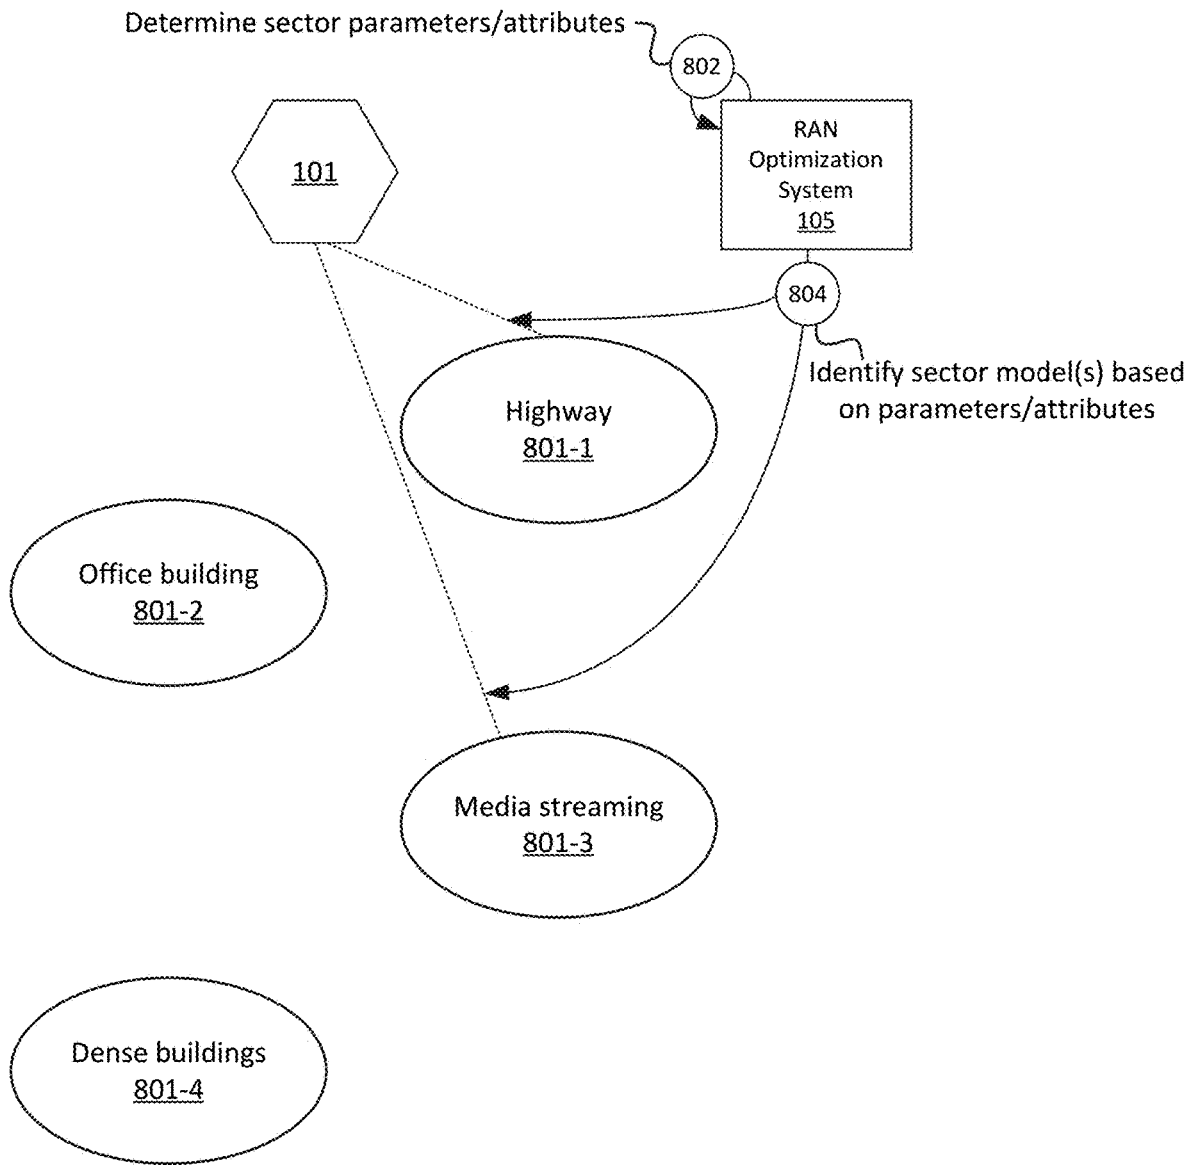 Determine sector parameters/attributes
802
101
RAN
Optimization
System
105
804
Identify sector model(s) based
on parameters/attributes
Highway
801-1
Office building
801-2
Media streaming
801-3
Dense buildings
801-4